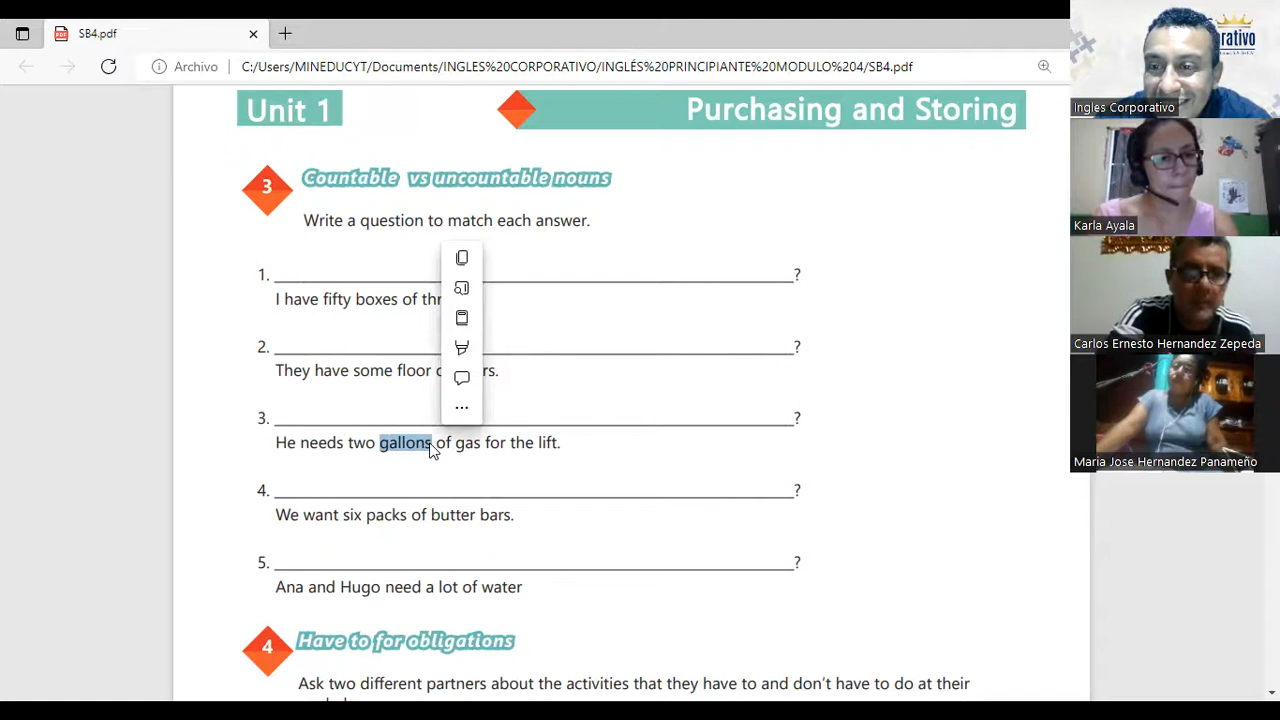 SB4.pdf
Archivo
C:/Users/MINEDUCYT/Documents/INGLES%20CORPORATIVO/INGLÉS%20PRINCIPIANTE%20MODULO%204/SB4.pdf
Unit 1
Purchasing and Storing
3
Countable vs uncountable nouns
Write a question to match each answer.
1. ?
I have fifty boxes of thr
2. ?
They have some floor c rs.
3. ?
He needs two gallons of gas for the lift.
4. ?
We want six packs of butter bars.
5. ?
Ana and Hugo need a lot of water
4
Have to for obligations
Ask two different partners about the activities that they have to and don't have to do at their
rativo
Ingles Corporativo
Karla Ayala
Carlos Ernesto Hernandez Zepeda
Maria Jose Hernandez Panameño